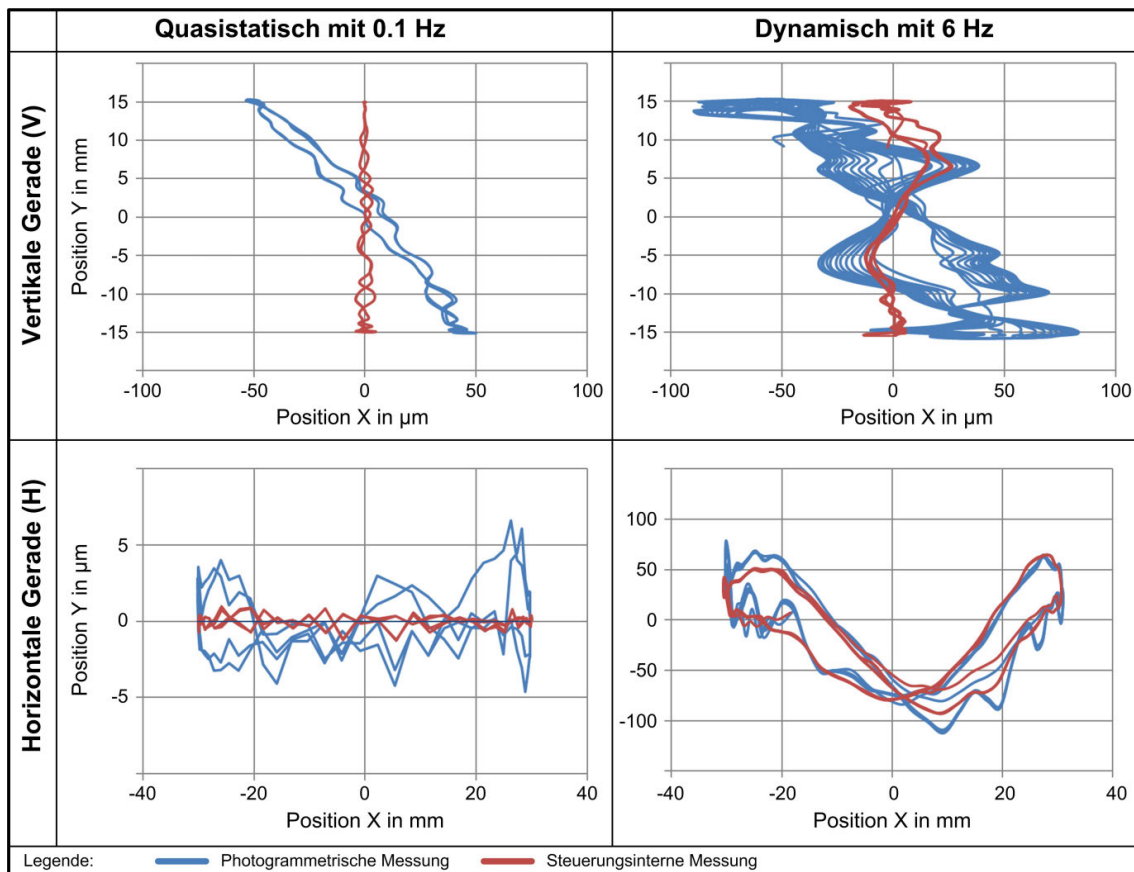 Quasistatisch mit 0.1 Hz
Dynamisch mit 6 Hz
Vertikale Gerade (V)
Position Y in mm
15
10
5
0
-5
-10
-15
-100 -50 0 50 100
Position X in µm
15
10
5
0
-5
-10
-15
-100 -50 0 50 100
Position X in µm
Horizontale Gerade (H)
Position Y in µm
5
0
-5
-40 -20 0 20 40
Position X in mm
100
50
0
-50
-100
-40 -20 0 20 40
Position X in mm
Legende: Photogrammetrische Messung Steuerungsinterne Messung